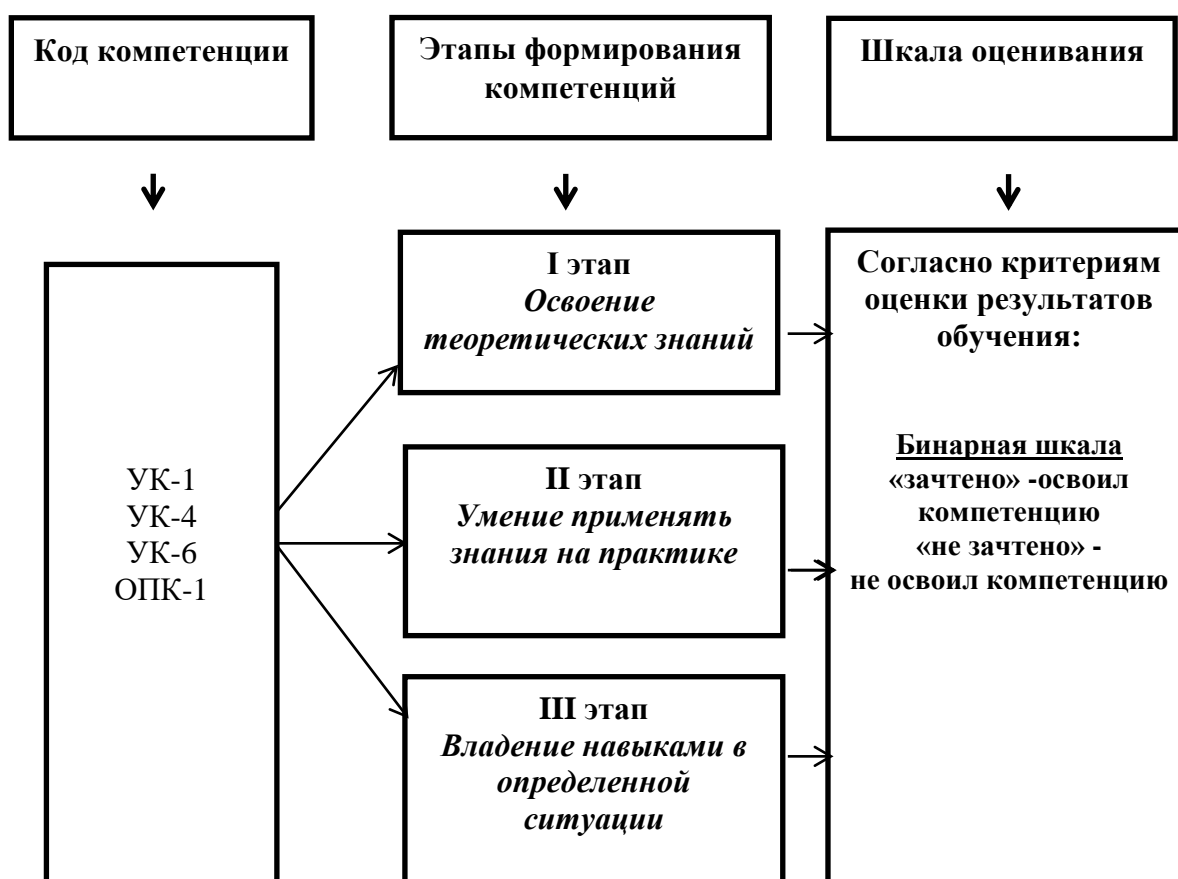 Код компетенции
Этапы формирования
компетенций
Шкала оценивания
УК-1
УК-4
УК-6
ОПК-1
I этап
Освоение
теоретических знаний
II этап
Умение применять
знания на практике
III этап
Владение навыками в
определенной
ситуации
Согласно критериям
оценки результатов
обучения:
Бинарная шкала
«зачтено» -освоил
компетенцию
«не зачтено» -
не освоил компетенцию